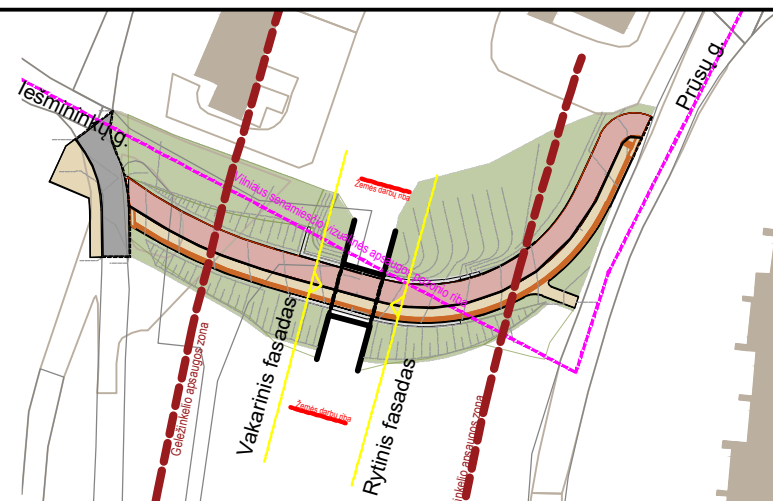 Iešmininkų g.
Prūsų g.
Vilniaus senamiesčio vizualinės apsaugos pozonio riba
Žemės darbų riba
Vakarinis fasadas
Rytinis fasadas
Žemės darbų riba
Geležinkelio apsaugos zona
inkelio apsaugos zona